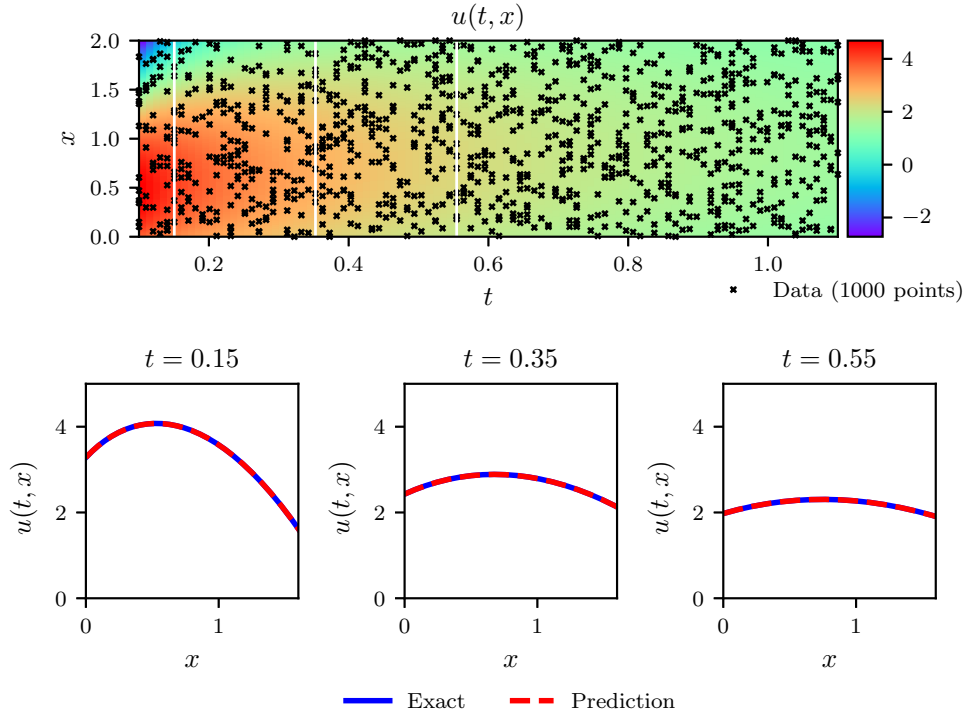 u(t, x)
2.0
1.5
1.0
0.5
0.0
x
0.2 0.4 0.6 0.8 1.0
t
4
2
0
−2
Data (1000 points)
t = 0.15 t = 0.35 t = 0.55
4
2
0
u(t, x)
0 1
x
4
2
0
u(t, x)
0 1
x
4
2
0
u(t, x)
0 1
x
Exact Prediction